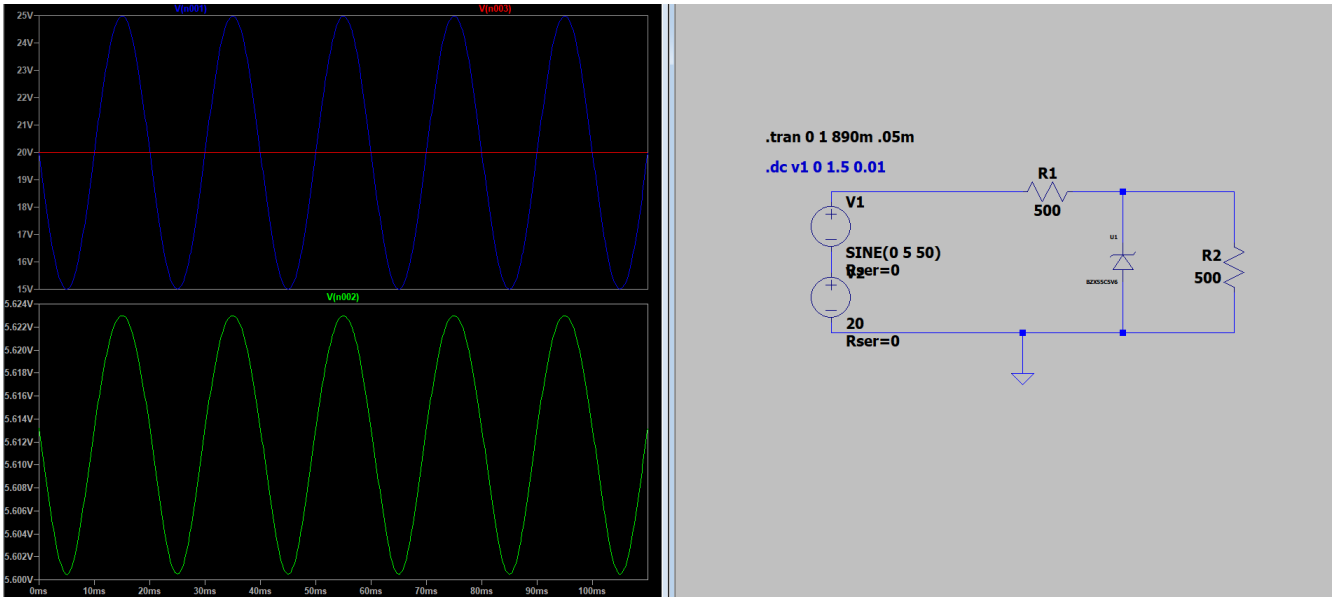 V(n001) V(n003)
25V
24V
23V
22V
21V
20V
19V
18V
17V
16V
15V
V(n002)
5.624V
5.622V
5.620V
5.618V
5.616V
5.614V
5.612V
5.610V
5.608V
5.606V
5.604V
5.602V
5.600V
0ms 10ms 20ms 30ms 40ms 50ms 60ms 70ms 80ms 90ms 100ms
.tran 0 1 890m .05m
.dc v1 0 1.5 0.01
R1
500
V1
SINE(0 5 50)
Rser=0
V2
20
Rser=0
U1
BZX55C5V6
R2
500